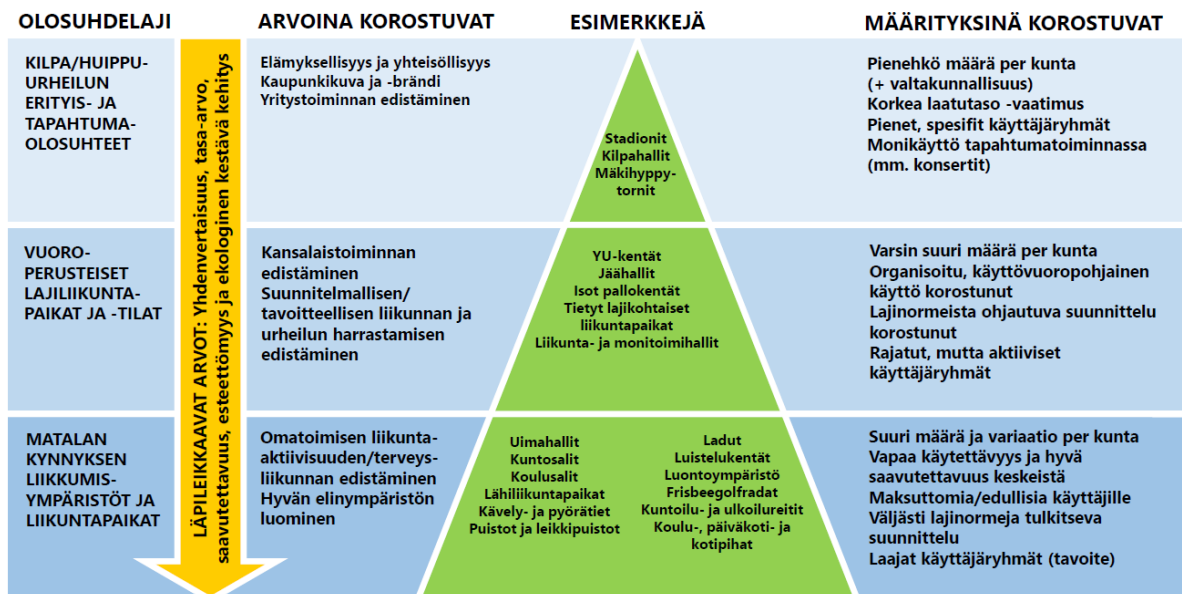 OLOSUHDELAJI
ARVOINA KOROSTUVAT
ESIMERKKEJÄ
MÄÄRITYKSINÄ KOROSTUVAT
KILPA/HUIPPU-
URHEILUN
ERITYIS- JA
TAPAHTUMA-
OLOSUHTEET
LÄPILEIKKAAVAT ARVOT: Yhdenvertaisuus, tasa-arvo,
saavutettavuus, esteettömyys ja ekologinen kestävä kehitys
Elämyksellisyys ja yhteisöllisyys
Kaupunkikuva ja -brändi
Yritystoiminnan edistäminen
Stadionit
Kilpahallit
Mäkihyppy-
tornit
Pienehkö määrä per kunta
(+ valtakunnallisuus)
Korkea laatutaso -vaatimus
Pienet, spesifit käyttäjäryhmät
Monikäyttö tapahtumatoiminnassa
(mm. konsertit)
VUORO-
PERUSTEISET
LAJILIIKUNTA-
PAIKAT JA -TILAT
Kansalaistoiminnan
edistäminen
Suunnitelmallisen/
tavoitteellisen liikunnan ja
urheilun harrastamisen
edistäminen
YU-kentät
Jäähallit
Isot pallokentät
Tietyt lajikohtaiset
liikuntapaikat
Liikunta- ja monitoimihallit
Varsin suuri määrä per kunta
Organisoitu, käyttövuoropohjainen
käyttö korostunut
Lajinormeista ohjautuva suunnittelu
korostunut
Rajatut, mutta aktiiviset
käyttäjäryhmät
MATALAN
KYNNYKSEN
LIIKKUMIS-
YMPÄRISTÖT JA
LIIKUNTAPAIKAT
Omatoimisen liikunta-
aktiivisuuden/terveys-
liikunnan edistäminen
Hyvän elinympäristön
luominen
Uimahallit
Kuntosalit
Koulusalit
Lähiliikuntapaikat
Kävely- ja pyörätiet
Puistot ja leikkipuistot
Ladut
Luistelukentät
Luontoympäristö
Frisbeegolfradat
Kuntoilu- ja ulkoilureitit
Koulu-, päiväkoti- ja
kotipihat
Suuri määrä ja variaatio per kunta
Vapaa käytettävyys ja hyvä
saavutettavuus keskeistä
Maksuttomia/edullisia käyttäjille
Väljästi lajinormeja tulkitseva
suunnittelu
Laajat käyttäjäryhmät (tavoite)